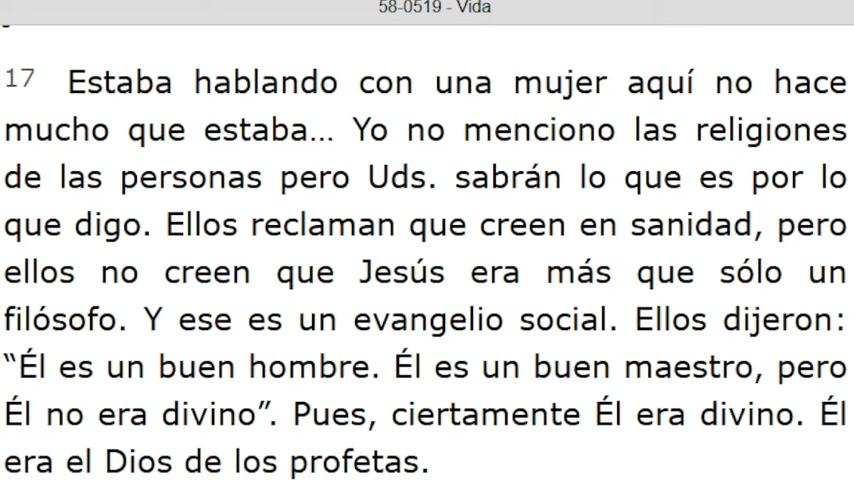 58-0519 - Vida
17 Estaba hablando con una mujer aquí no hace
mucho que estaba... Yo no menciono las religiones
de las personas pero Uds. sabrán lo que es por lo
que digo. Ellos reclaman que creen en sanidad, pero
ellos no creen que Jesús era más que sólo un
filósofo. Y ese es un evangelio social. Ellos dijeron:
“Él es un buen hombre. Él es un buen maestro, pero
Él no era divino”. Pues, ciertamente Él era divino. Él
era el Dios de los profetas.